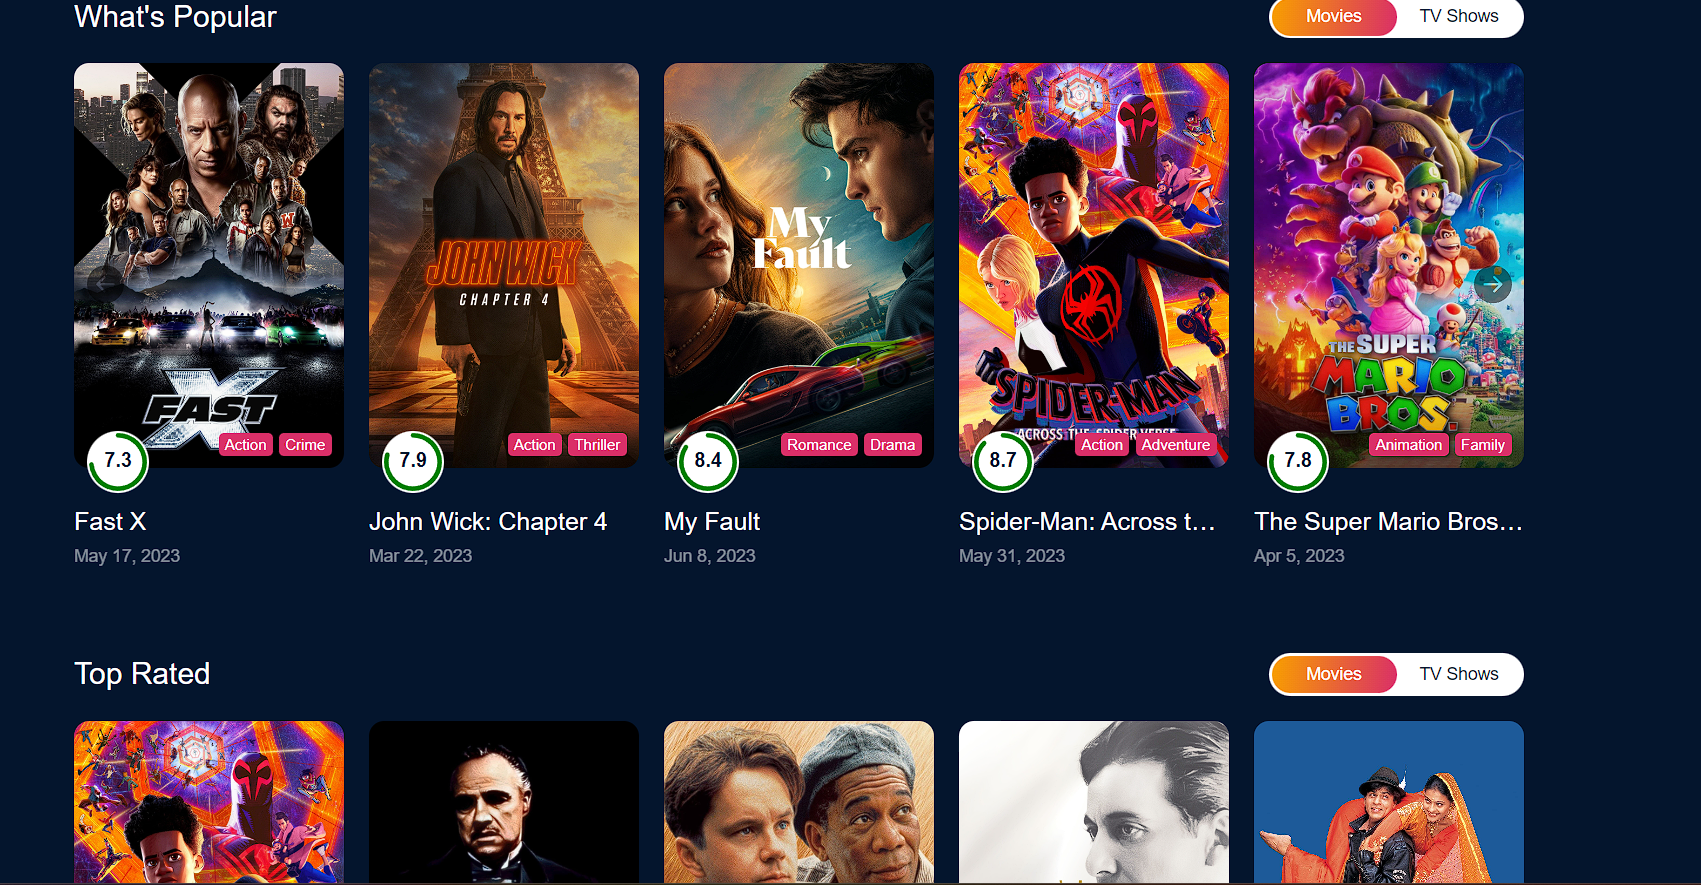 What's Popular
Movies TV Shows
FAST X
JOHN WICK
CHAPTER 4
My
Fault
SPIDER-MAN
ACROSS THE SPIDER-VERSE
THE SUPER
MARIO
BROS.
Action Crime
Action Thriller
Romance Drama
Action Adventure
Animation Family
7.3
7.9
8.4
8.7
7.8
Fast X
John Wick: Chapter 4
My Fault
Spider-Man: Across t...
The Super Mario Bros...
May 17, 2023
Mar 22, 2023
Jun 8, 2023
May 31, 2023
Apr 5, 2023
Top Rated
Movies TV Shows